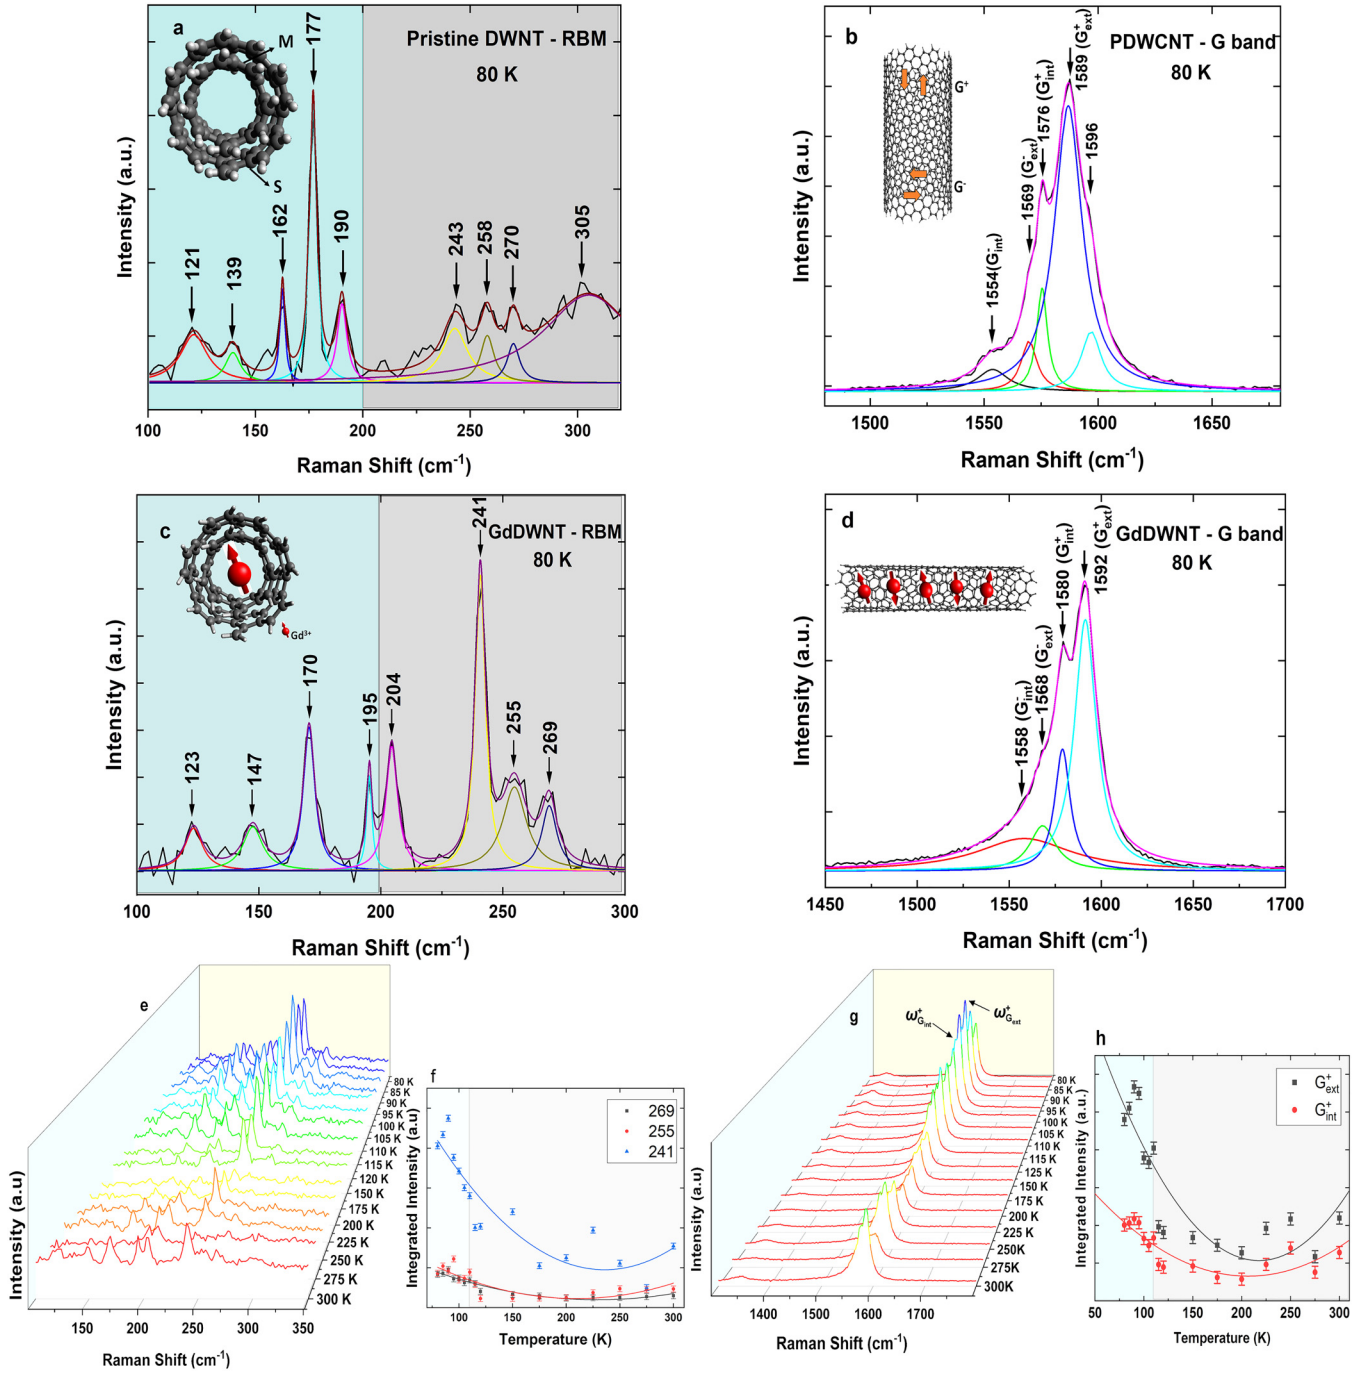 a
Pristine DWNT - RBM
80 K
M
S
121
139
162
177
190
243
258
270
305
Intensity (a.u.)
100 150 200 250 300
Raman Shift (cm⁻¹)
b
PDWCNT - G band
80 K
G⁺
G⁻
1554(G⁻int)
1569 (G⁻ext)
1576 (G⁺int)
1589 (G⁺ext)
1596
Intensity (a.u.)
1500 1550 1600 1650
Raman Shift (cm⁻¹)
c
GdDWNT - RBM
80 K
Gd³⁺
123
147
170
195
204
241
255
269
Intensity (a.u.)
100 150 200 250 300
Raman Shift (cm⁻¹)
d
GdDWNT - G band
80 K
1558 (G⁻int)
1568 (G⁻ext)
1580 (G⁺int)
1592 (G⁺ext)
Intensity (a.u.)
1450 1500 1550 1600 1650 1700
Raman Shift (cm⁻¹)
e
80 K
85 K
90 K
95 K
100 K
105 K
110 K
115 K
120 K
150 K
175 K
200 K
225 K
250 K
275 K
300 K
Intensity (a.u)
100 150 200 250 300 350
Raman Shift (cm⁻¹)
f
269
255
241
Integrated Intensity (a.u)
100 150 200 250 300
Temperature (K)
g
ω⁺Gint
ω⁺Gext
80 K
85 K
90 K
95 K
100 K
105 K
110 K
115 K
120 K
125 K
150 K
175 K
200 K
225 K
250K
275K
300K
Intensity (a.u)
1400 1500 1600 1700
Raman Shift (cm⁻¹)
h
G⁺ext
G⁺int
Integrated Intensity (a.u.)
50 100 150 200 250 300
Temperature (K)